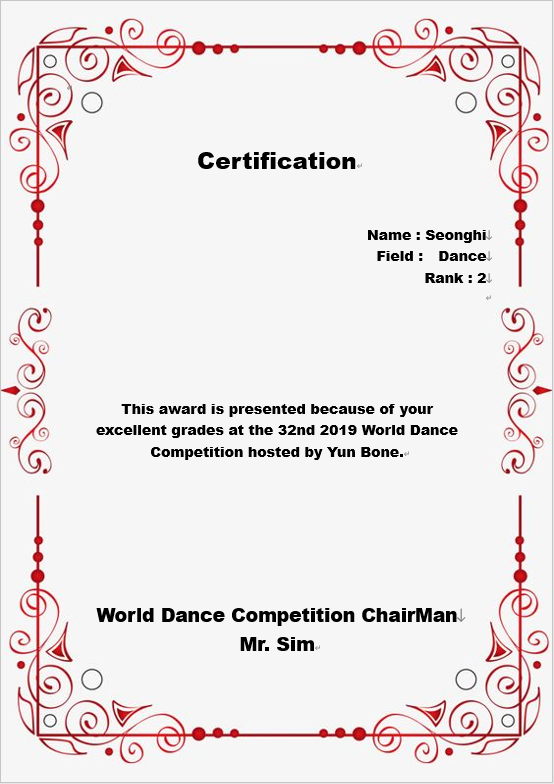 Certification
Name : Seonghi
Field :   Dance
Rank : 2
This award is presented because of your
excellent grades at the 32nd 2019 World Dance
Competition hosted by Yun Bone.
World Dance Competition ChairMan
Mr. Sim